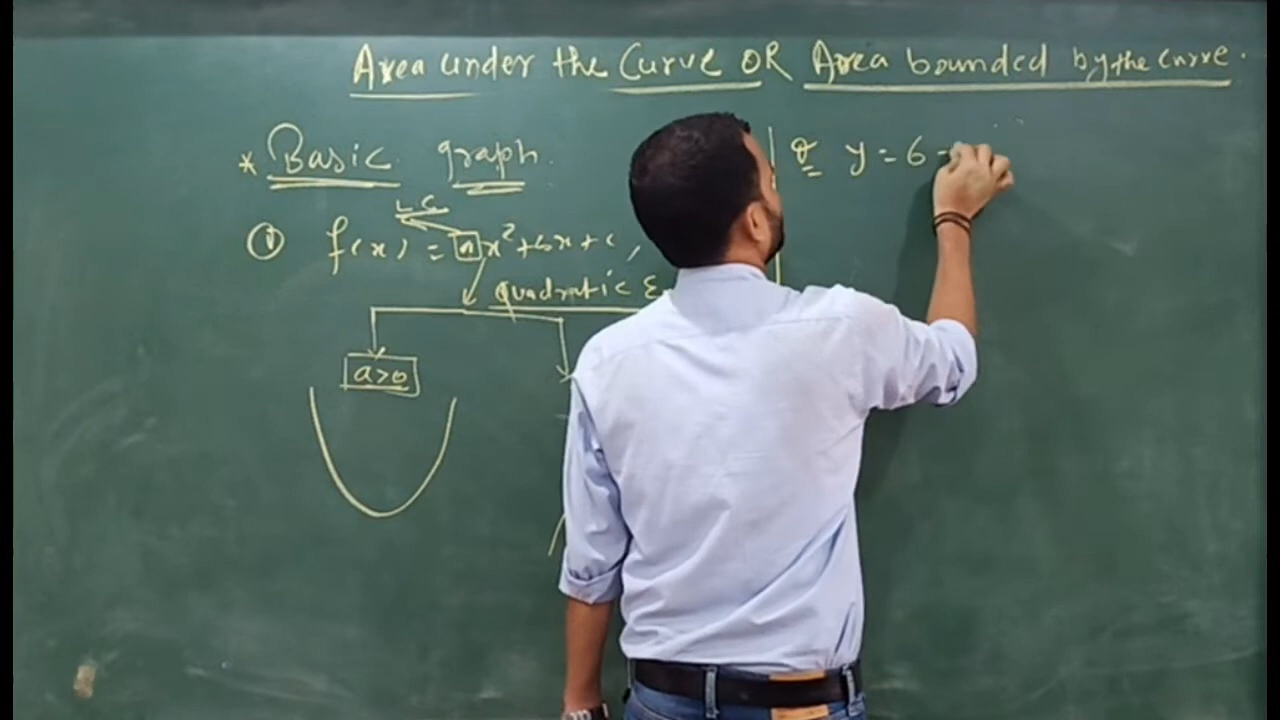 Area under the Curve OR Area bounded by the curve.
* Basic graph.
L.C
① f(x) = ax²+bx+c,
Quadratic
a>0
Q y = 6 -